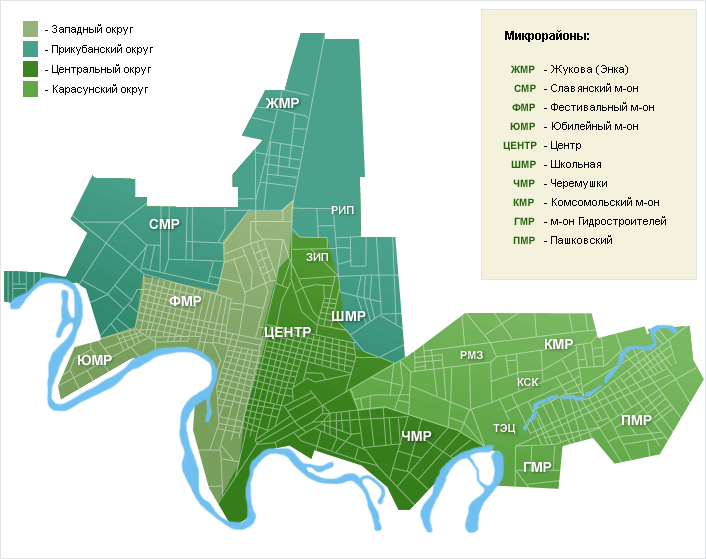 - Западный округ
- Прикубанский округ
- Центральный округ
- Карасунский округ
Микрорайоны:
ЖМР - Жукова (Энка)
СМР - Славянский м-он
ФМР - Фестивальный м-он
ЮМР - Юбилейный м-он
ЦЕНТР - Центр
ШМР - Школьная
ЧМР - Черемушки
КМР - Комсомольский м-он
ГМР - м-он Гидростроителей
ПМР - Пашковский
ЖМР
РИП
СМР
ЗИП
ФМР
ШМР
ЦЕНТР
КМР
РМЗ
ЮМР
КСК
ПМР
ТЭЦ
ЧМР
ГМР